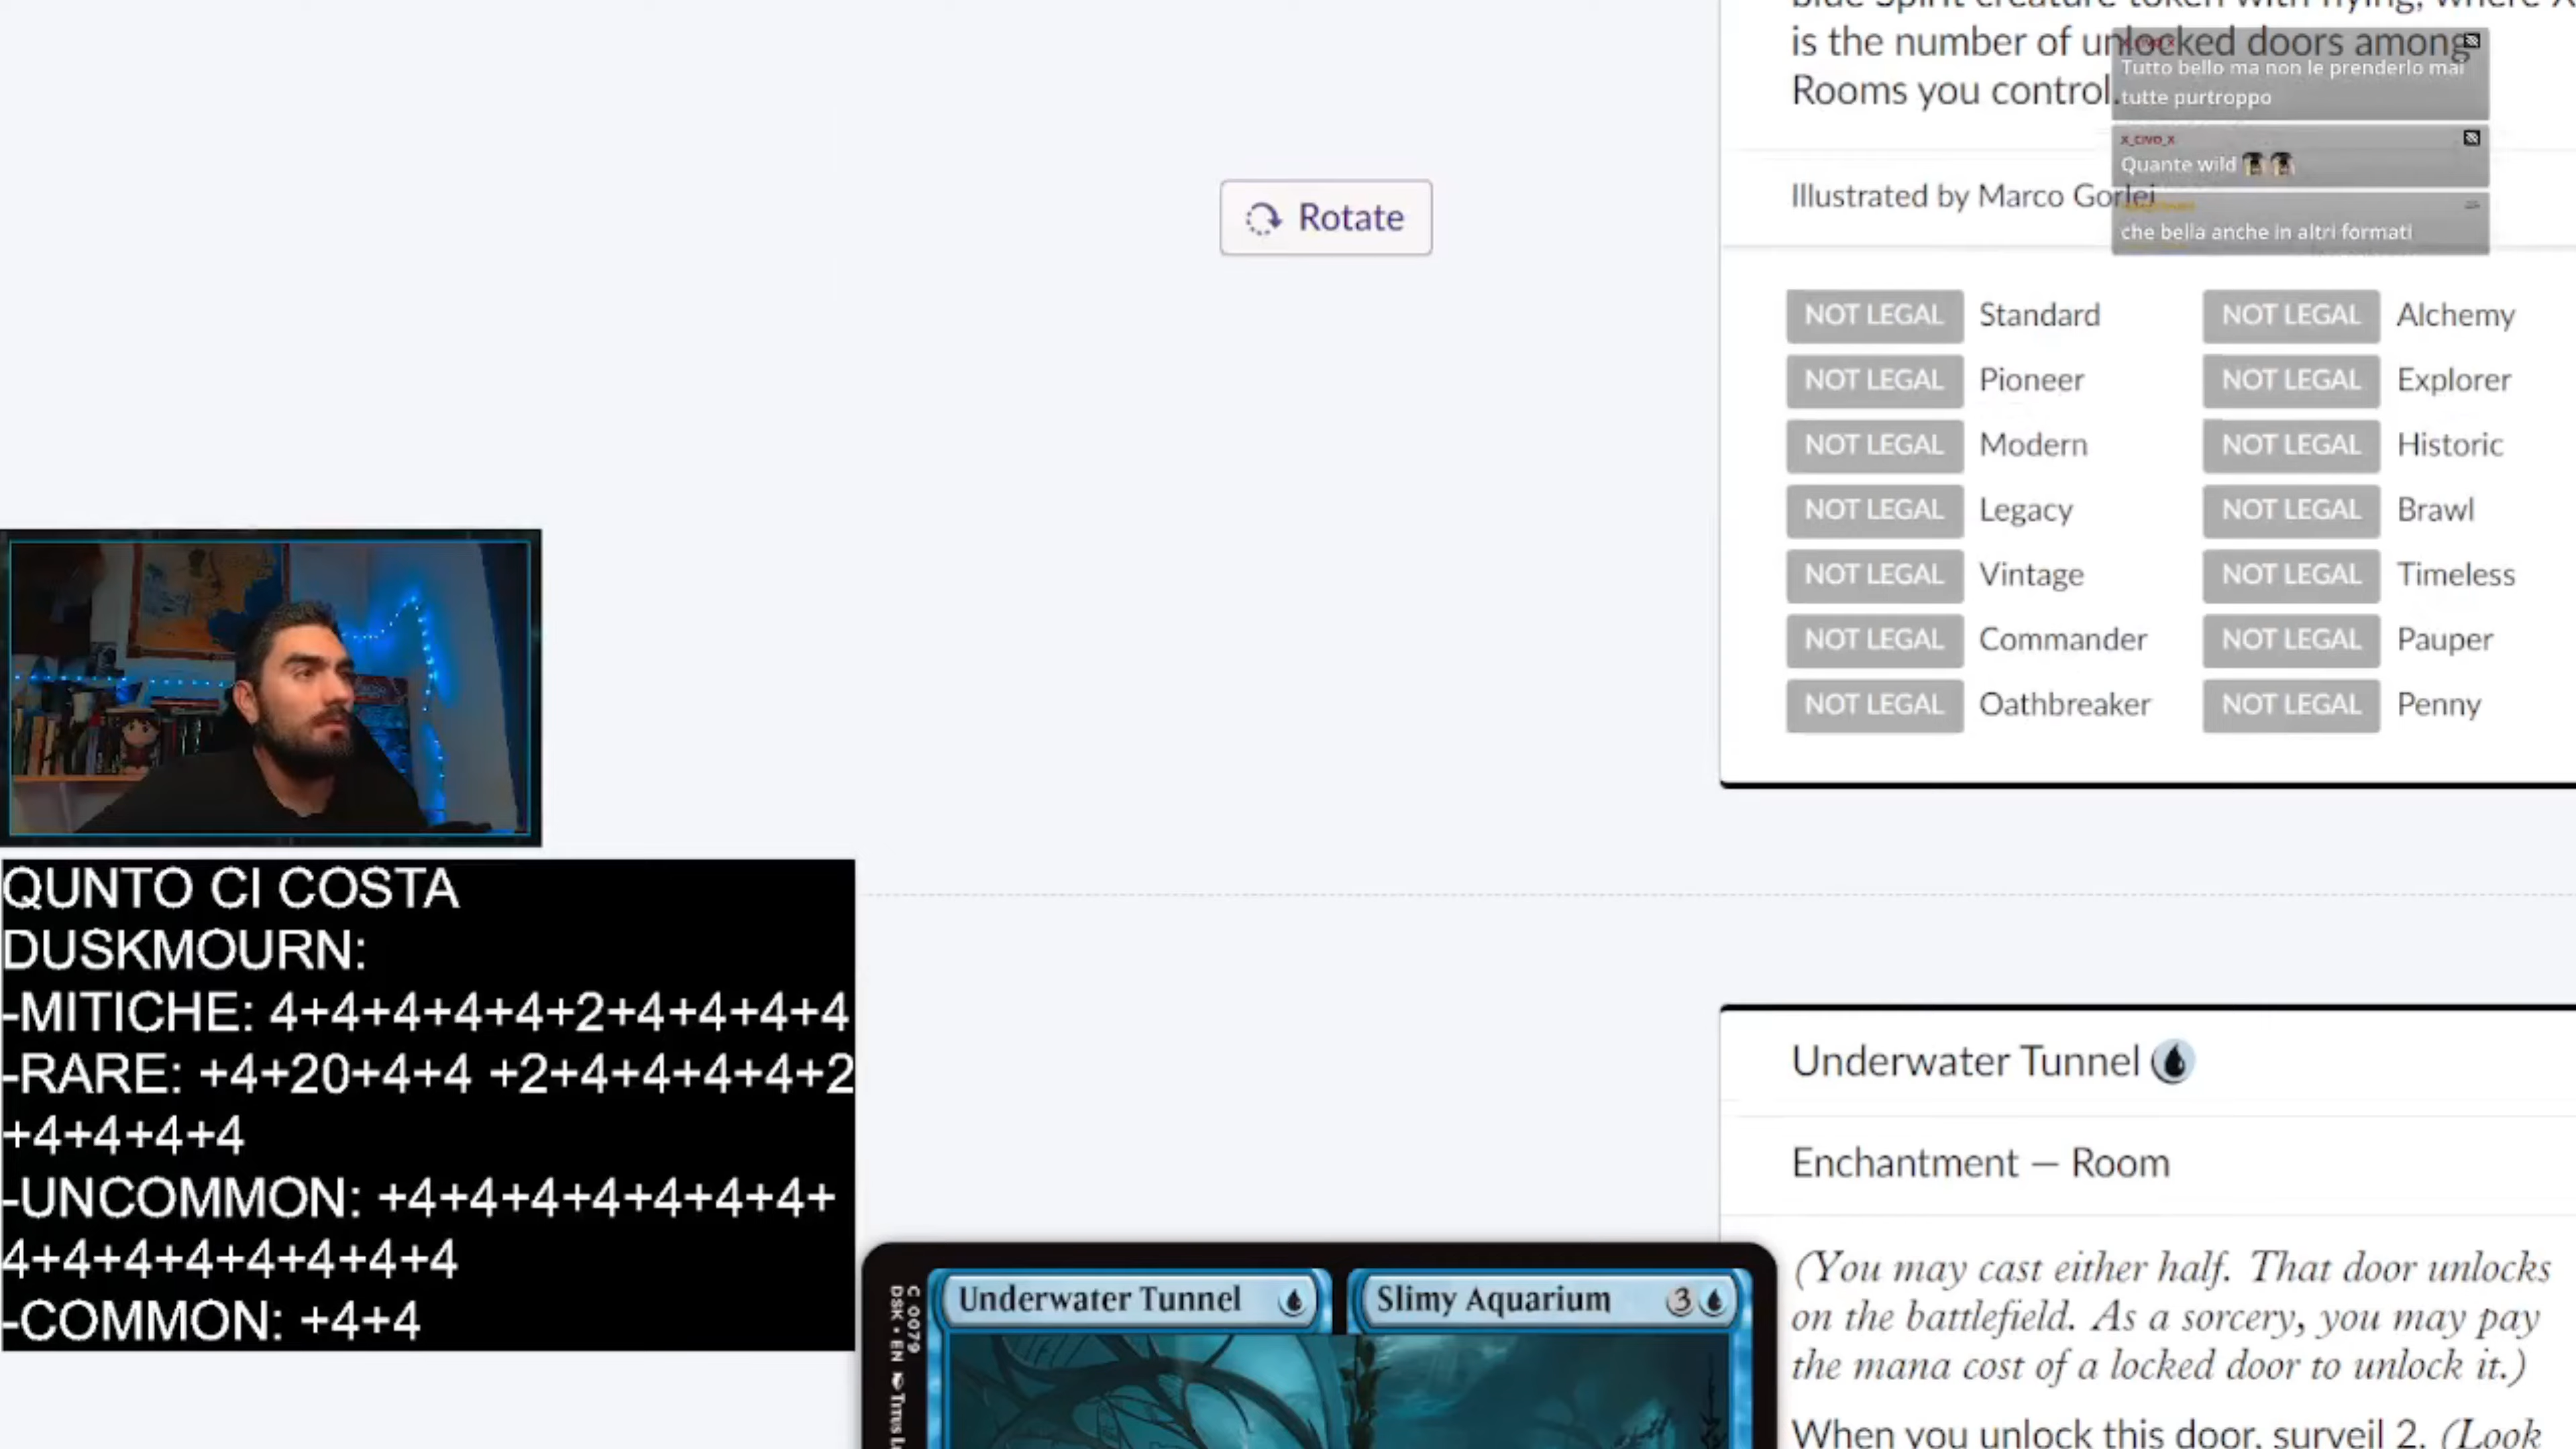 is the number of unlocked doors among
Rooms you control.
Tutto bello ma non le prenderlo mai
tutte purtroppo
X_CIVO_X
Quante wild
Illustrated by Marco Gorlei
che bella anche in altri formati
Rotate
NOT LEGAL Standard NOT LEGAL Alchemy
NOT LEGAL Pioneer NOT LEGAL Explorer
NOT LEGAL Modern NOT LEGAL Historic
NOT LEGAL Legacy NOT LEGAL Brawl
NOT LEGAL Vintage NOT LEGAL Timeless
NOT LEGAL Commander NOT LEGAL Pauper
NOT LEGAL Oathbreaker NOT LEGAL Penny
QUNTO CI COSTA
DUSKMOURN:
-MITICHE: 4+4+4+4+4+2+4+4+4+4
-RARE: +4+20+4+4 +2+4+4+4+4+2
+4+4+4+4
-UNCOMMON: +4+4+4+4+4+4+4+
4+4+4+4+4+4+4+4
-COMMON: +4+4
Underwater Tunnel
Enchantment — Room
(You may cast either half. That door unlocks
on the battlefield. As a sorcery, you may pay
the mana cost of a locked door to unlock it.)
When you unlock this door, surveil 2. (Look
Underwater Tunnel
Slimy Aquarium 3
C 0079
DSK • EN